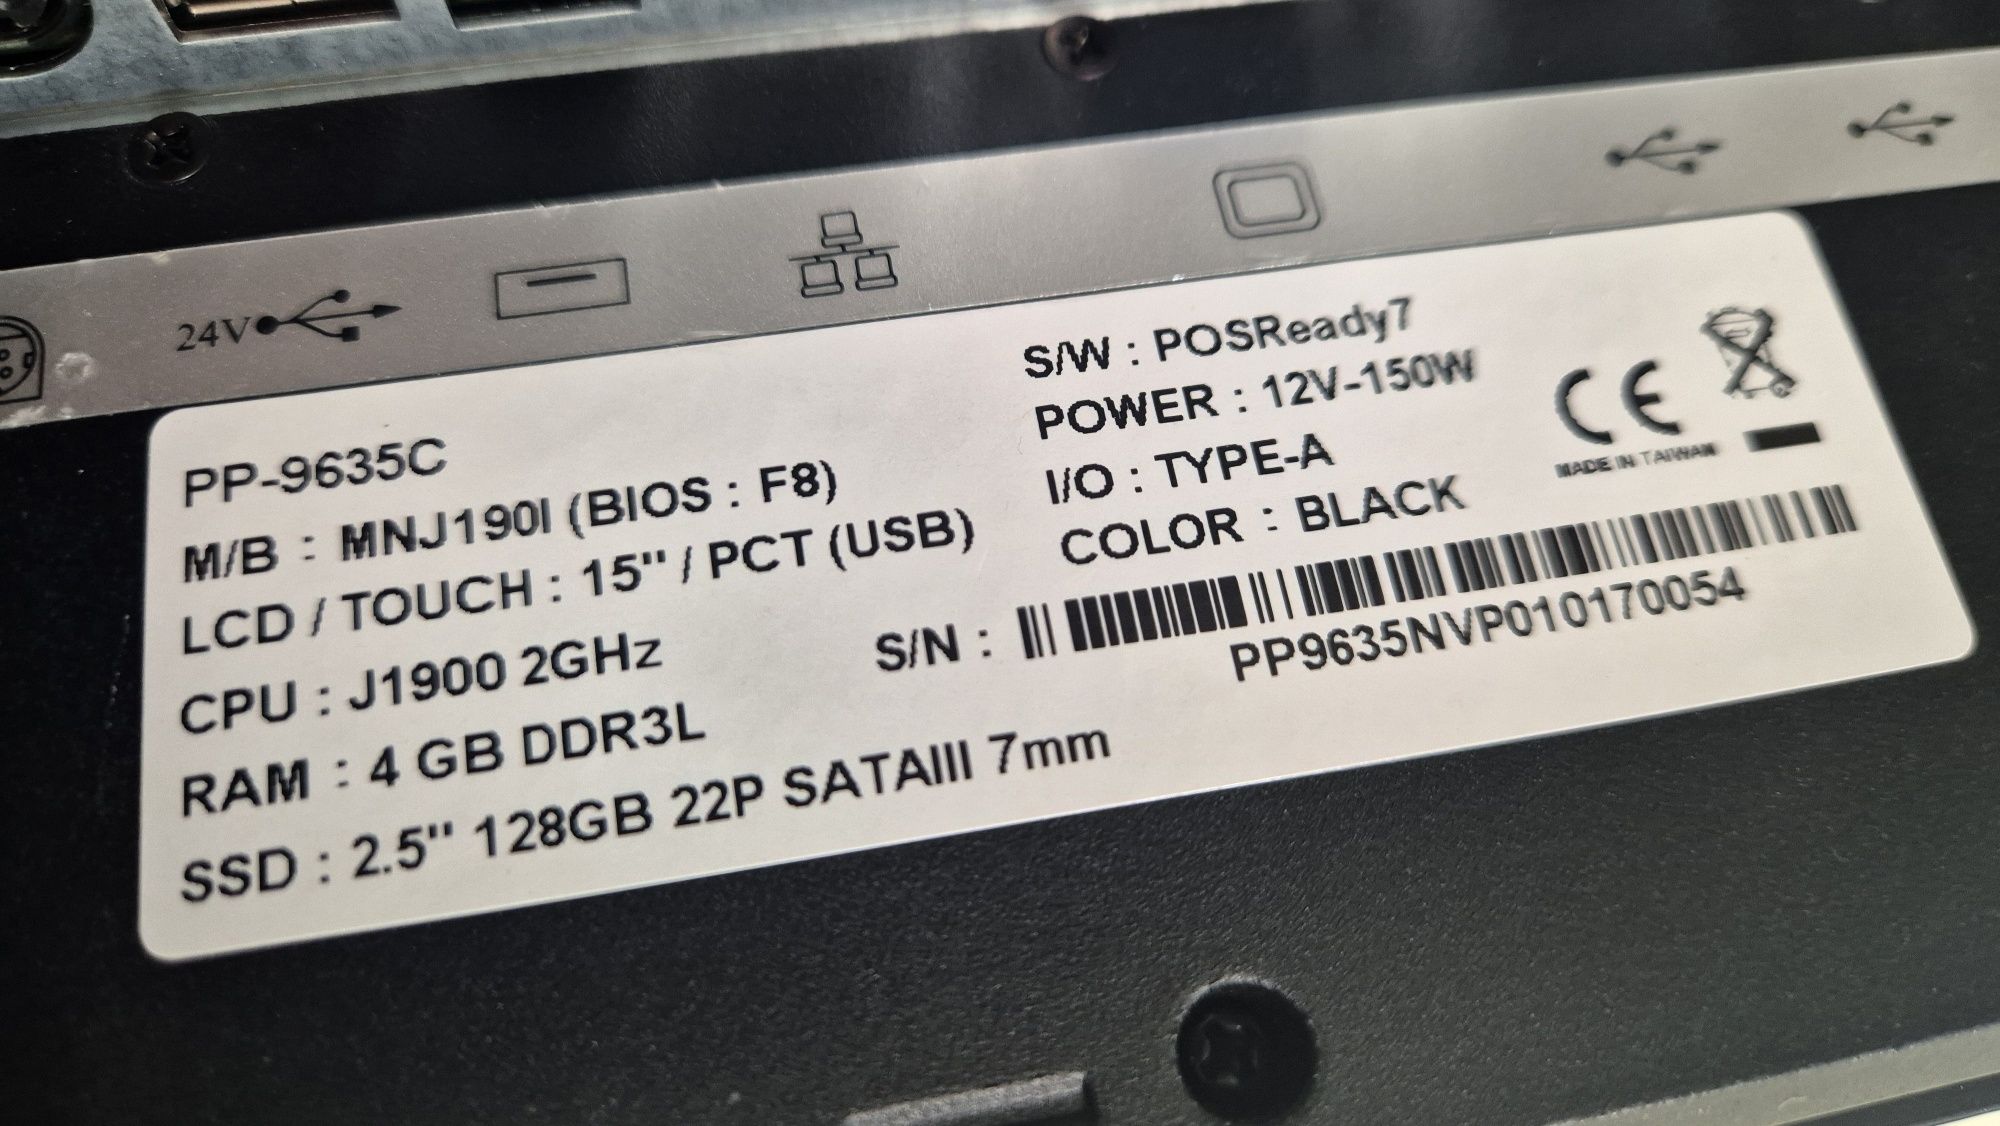 24V
PP-9635C
M/B : MNJ190I (BIOS : F8)
LCD / TOUCH : 15" / PCT (USB)
CPU : J1900 2GHz
RAM : 4 GB DDR3L
SSD : 2.5" 128GB 22P SATAIII 7mm
S/W : POSReady7
POWER : 12V-150W
I/O : TYPE-A
COLOR : BLACK
CE
MADE IN TAIWAN
S/N :
PP9635NVP010170054